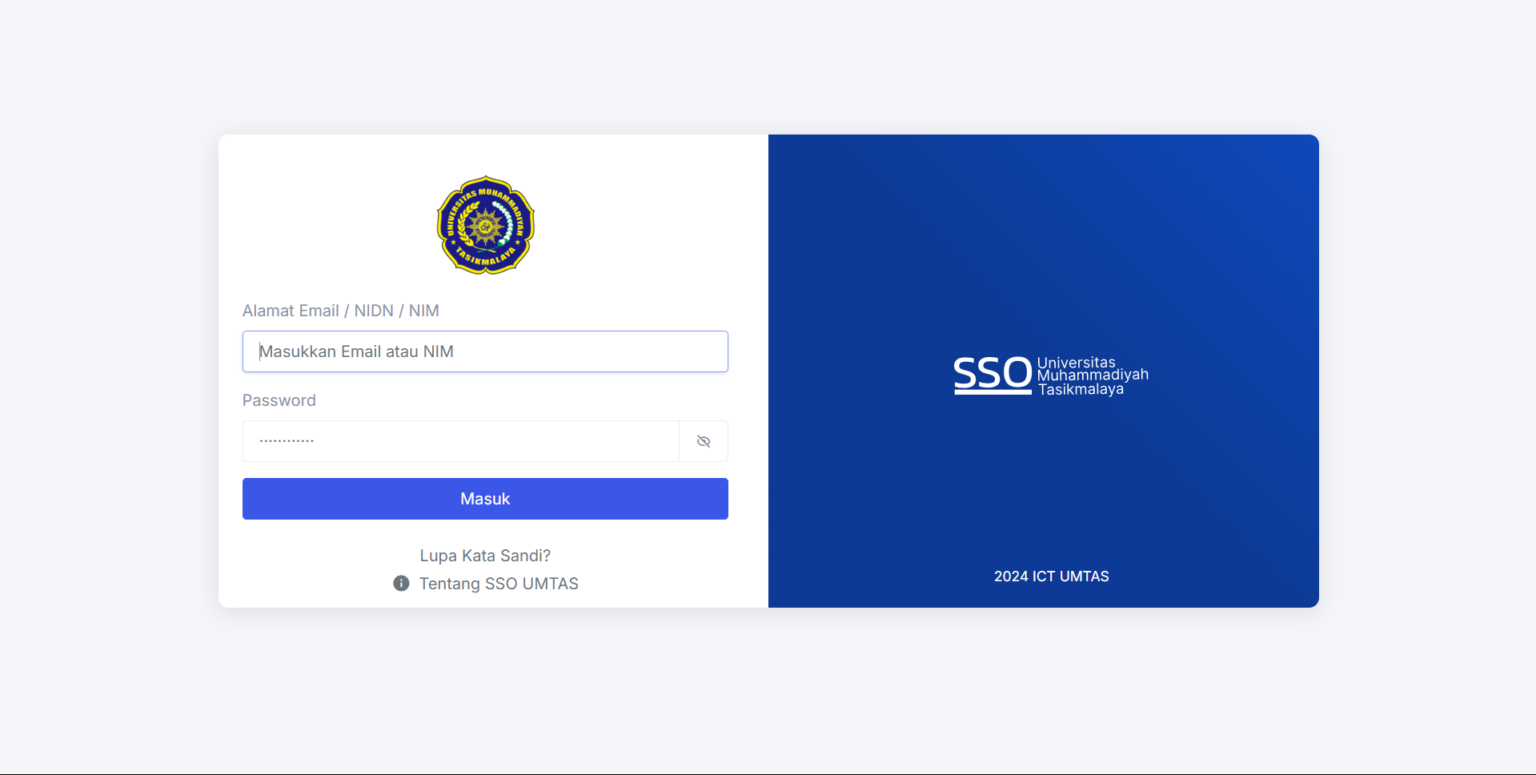 UNIVERSITAS MUHAMMADIYAH
TASIKMALAYA
Alamat Email / NIDN / NIM
Masukkan Email atau NIM
Password
············
Masuk
Lupa Kata Sandi?
Tentang SSO UMTAS
SSO
Universitas
Muhammadiyah
Tasikmalaya
2024 ICT UMTAS